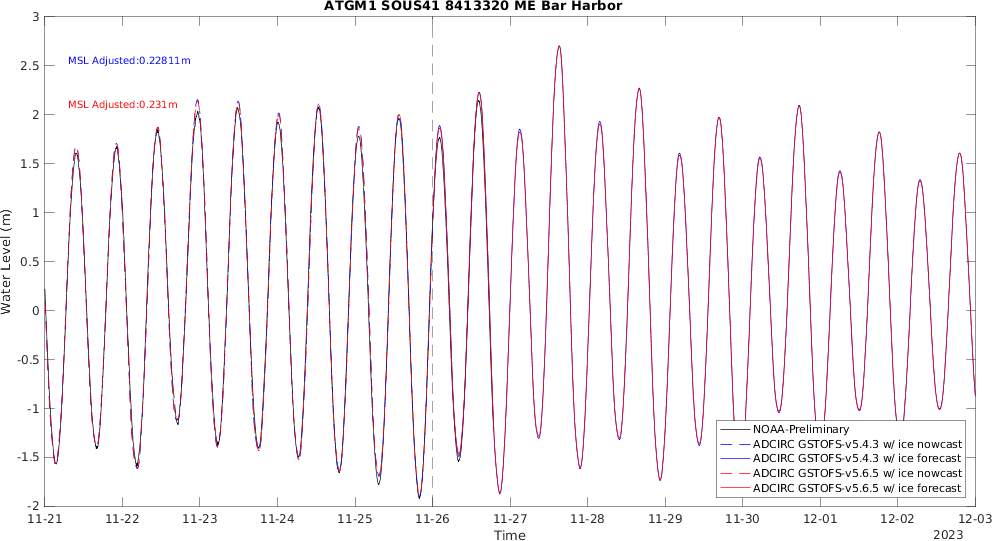 ATGM1 SOUS41 8413320 ME Bar Harbor
3
2.5
2
1.5
1
0.5
0
-0.5
-1
-1.5
-2
Water Level (m)
MSL Adjusted:0.22811m
MSL Adjusted:0.231m
NOAA-Preliminary
ADCIRC GSTOFS-v5.4.3 w/ ice nowcast
ADCIRC GSTOFS-v5.4.3 w/ ice forecast
ADCIRC GSTOFS-v5.6.5 w/ ice nowcast
ADCIRC GSTOFS-v5.6.5 w/ ice forecast
11-21 11-22 11-23 11-24 11-25 11-26 11-27 11-28 11-29 11-30 12-01 12-02 12-03
Time
2023